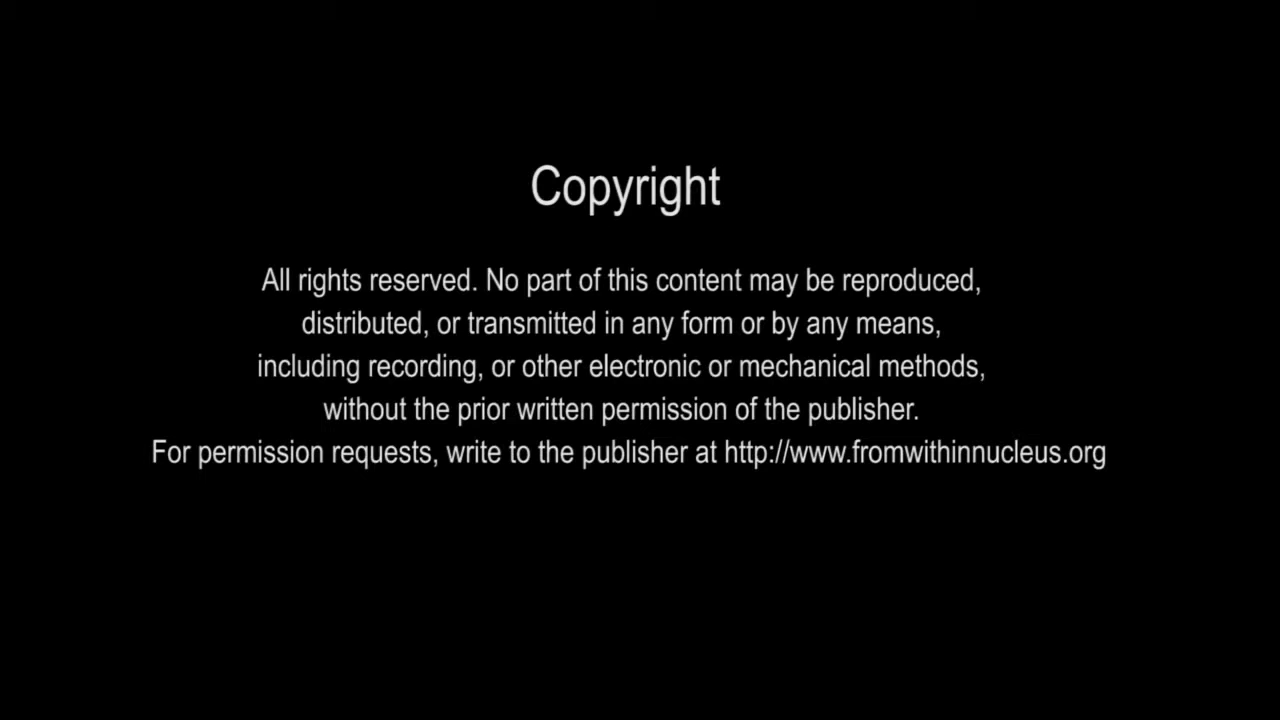 Copyright
All rights reserved. No part of this content may be reproduced,
distributed, or transmitted in any form or by any means,
including recording, or other electronic or mechanical methods,
without the prior written permission of the publisher.
For permission requests, write to the publisher at http://www.fromwithinnucleus.org